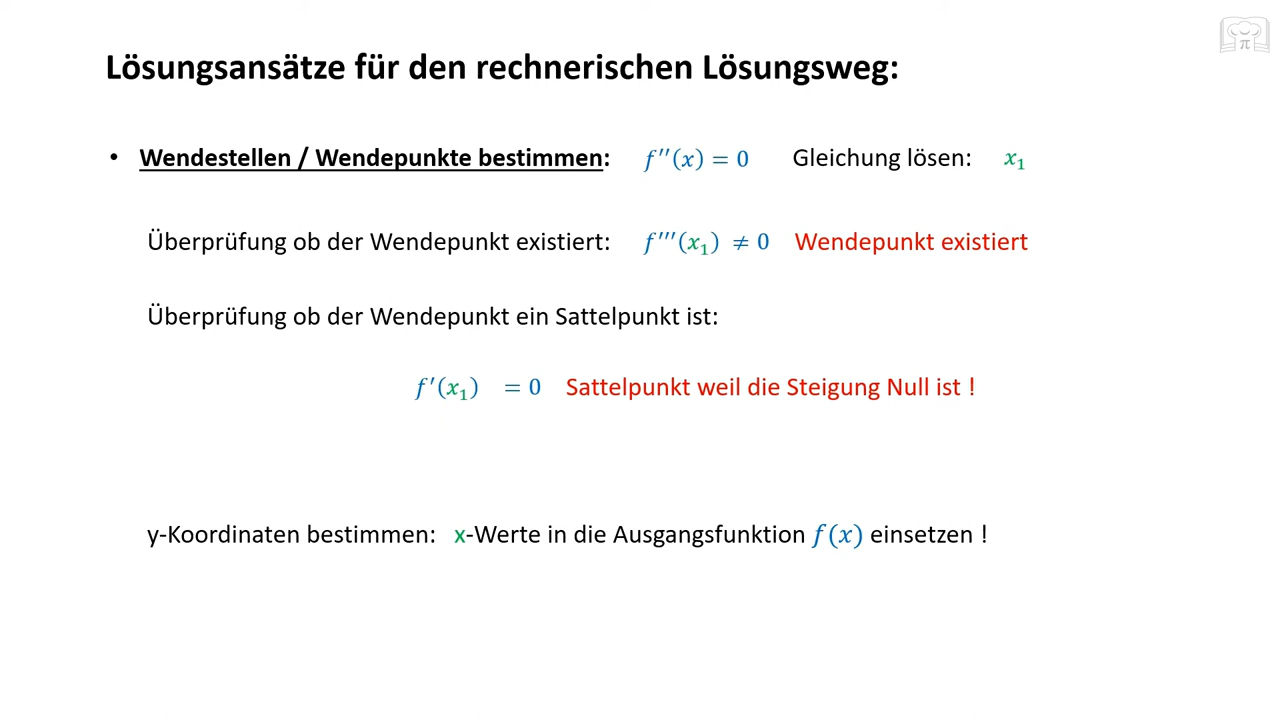 Lösungsansätze für den rechnerischen Lösungsweg:
• Wendestellen / Wendepunkte bestimmen: f′′(x) = 0 Gleichung lösen: x₁
Überprüfung ob der Wendepunkt existiert: f′′′(x₁) ≠ 0 Wendepunkt existiert
Überprüfung ob der Wendepunkt ein Sattelpunkt ist:
f′(x₁) = 0 Sattelpunkt weil die Steigung Null ist !
y-Koordinaten bestimmen: x-Werte in die Ausgangsfunktion f(x) einsetzen !
π